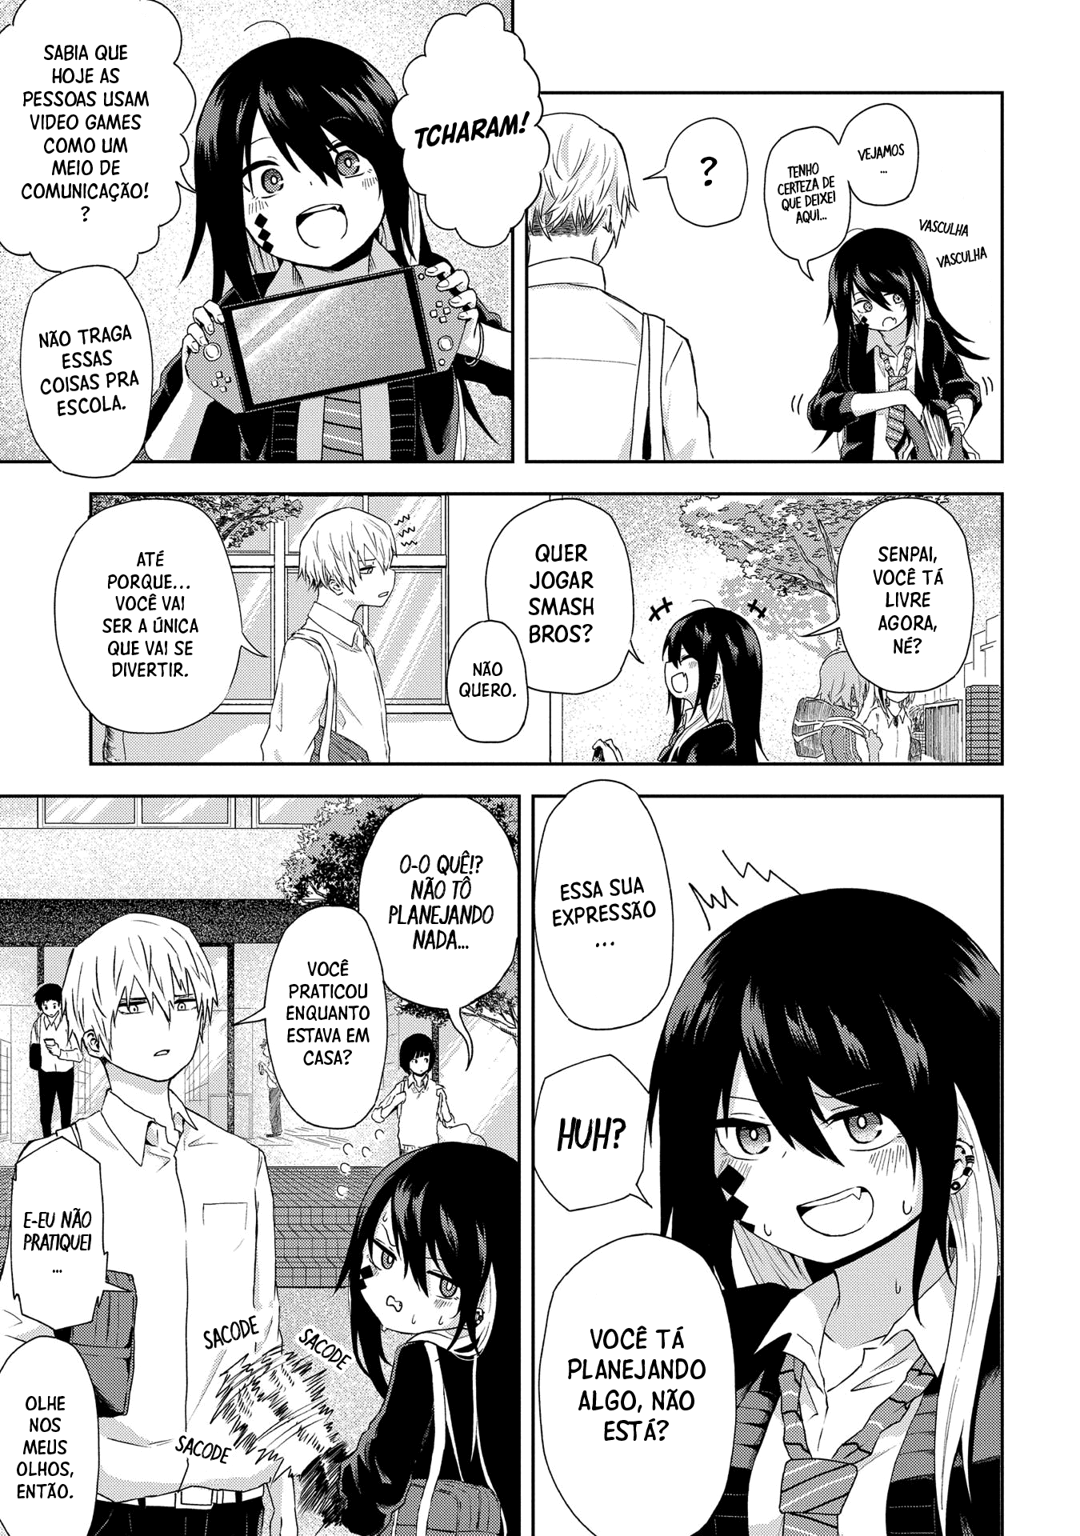 VEJAMOS
...
TENHO
CERTEZA DE
QUE DEIXEI
AQUI...
VASCULHA
VASCULHA
?
TCHARAM!
SABIA QUE
HOJE AS
PESSOAS USAM
VIDEO GAMES
COMO UM
MEIO DE
COMUNICAÇÃO!
?
NÃO TRAGA
ESSAS
COISAS PRA
ESCOLA.
SENPAI,
VOCÊ TÁ
LIVRE
AGORA,
NÉ?
QUER
JOGAR
SMASH
BROS?
NÃO
QUERO.
ATÉ
PORQUE...
VOCÊ VAI
SER A ÚNICA
QUE VAI SE
DIVERTIR.
ESSA SUA
EXPRESSÃO
...
HUH?
VOCÊ TÁ
PLANEJANDO
ALGO, NÃO
ESTÁ?
O-O QUÊ!?
NÃO TÔ
PLANEJANDO
NADA...
VOCÊ
PRATICOU
ENQUANTO
ESTAVA EM
CASA?
E-EU NÃO
PRATIQUEI
...
SACODE
SACODE
SACODE
OLHE
NOS
MEUS
OLHOS,
ENTÃO.